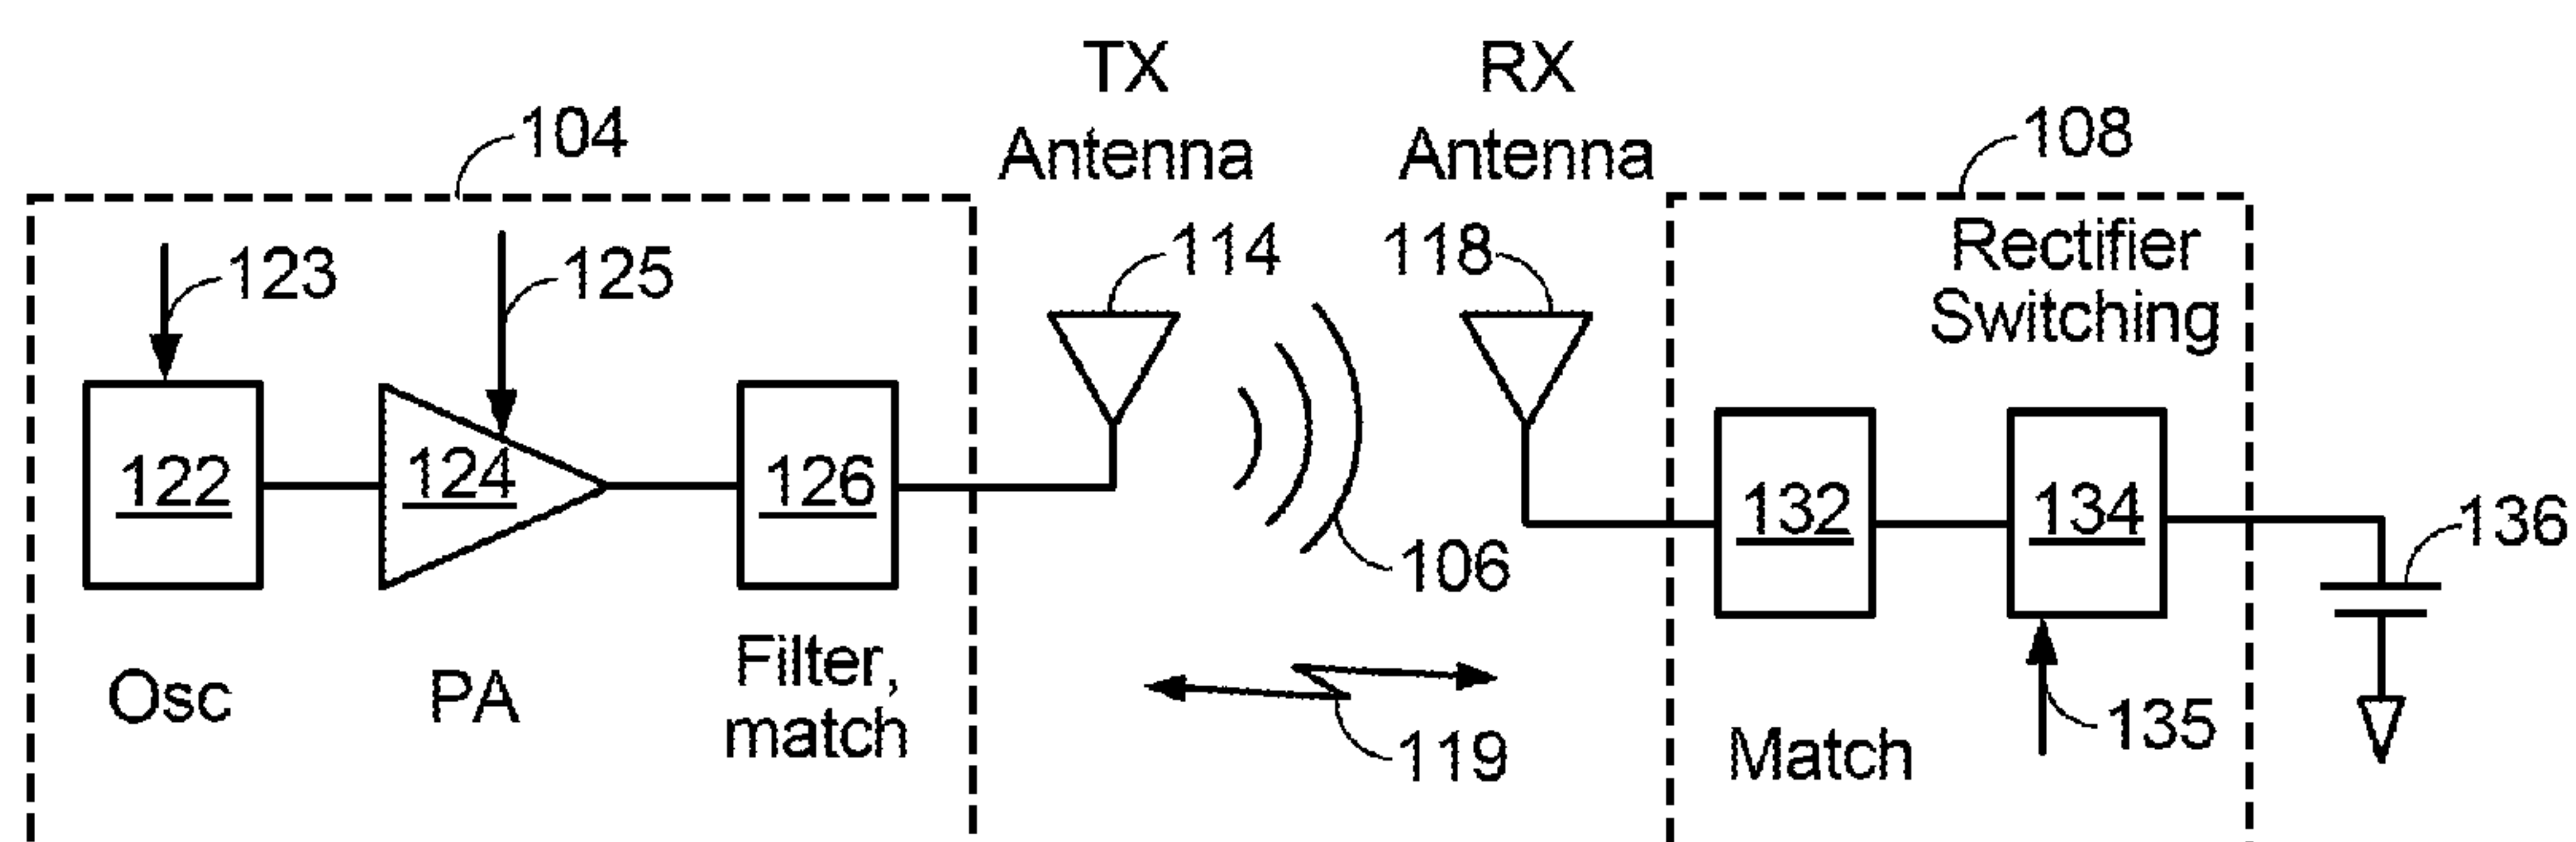 TX
Antenna
RX
Antenna
104
108
Rectifier
Switching
123
125
114
118
122
124
126
132
134
136
106
Osc
PA
Filter,
match
119
Match
135